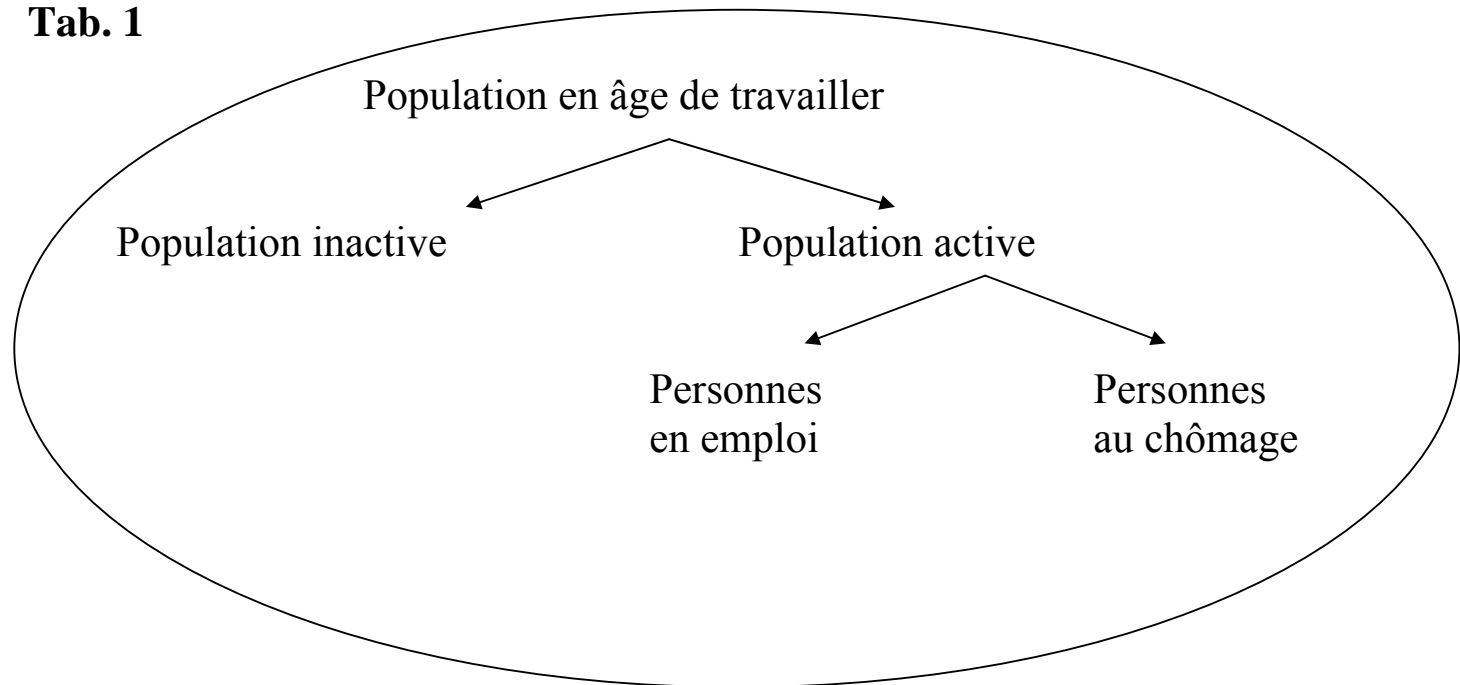 Tab. 1
Population en âge de travailler
Population inactive
Population active
Personnes
en emploi
Personnes
au chômage